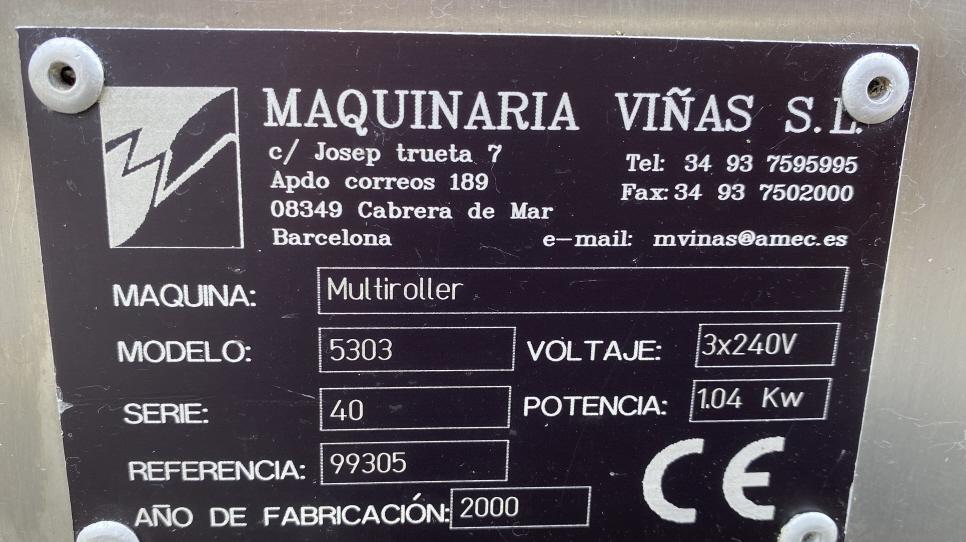 MAQUINARIA VIÑAS S.L.
c/ Josep trueta 7
Apdo correos 189
08349 Cabrera de Mar
Barcelona
Tel: 34 93 7595995
Fax: 34 93 7502000
e-mail: mvinas@amec.es
MAQUINA: Multiroller
MODELO: 5303 VOLTAJE: 3x240V
SERIE: 40 POTENCIA: 1.04 Kw
REFERENCIA: 99305
AÑO DE FABRICACIÓN: 2000
CE